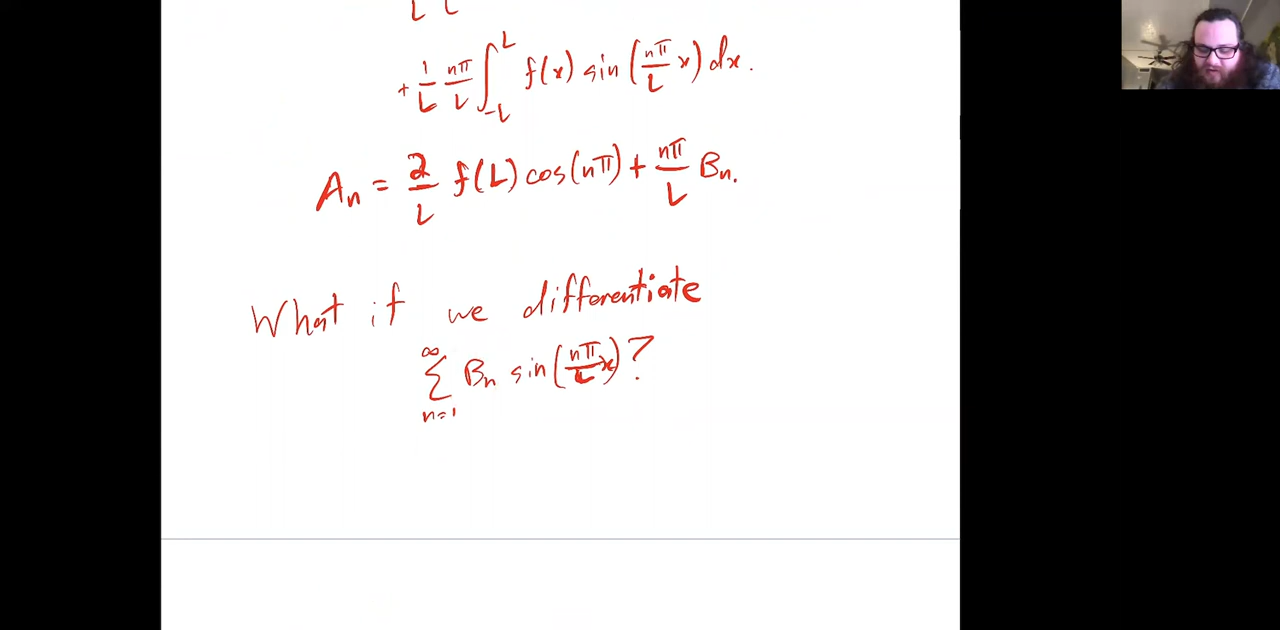 L L
+ 1/L nπ/L ∫_{-L}^{L} f(x) sin(nπ/L x) dx.
A_n = 2/L f(L) cos(nπ) + nπ/L B_n.
What if we differentiate
∑_{n=1}^{∞} B_n sin(nπ/L x)?